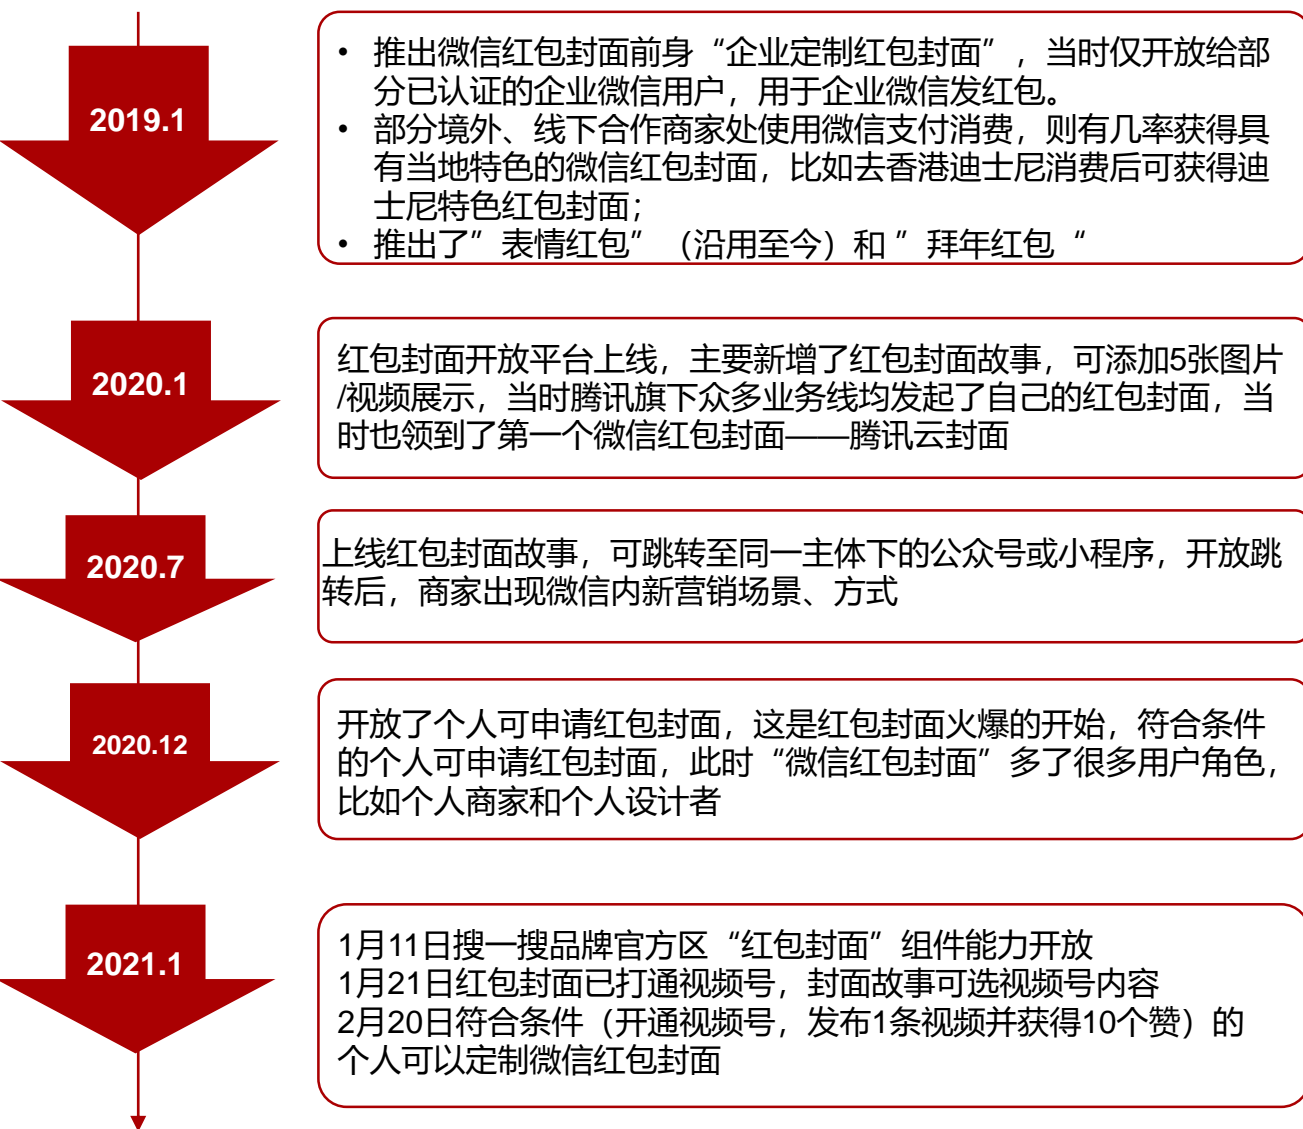 2019.1
• 推出微信红包封面前身“企业定制红包封面”，当时仅开放给部
分已认证的企业微信用户，用于企业微信发红包。
• 部分境外、线下合作商家处使用微信支付消费，则有几率获得具
有当地特色的微信红包封面，比如去香港迪士尼消费后可获得迪
士尼特色红包封面；
• 推出了”表情红包”（沿用至今）和 ”拜年红包“
2020.1
红包封面开放平台上线，主要新增了红包封面故事，可添加5张图片
/视频展示，当时腾讯旗下众多业务线均发起了自己的红包封面，当
时也领到了第一个微信红包封面——腾讯云封面
2020.7
上线红包封面故事，可跳转至同一主体下的公众号或小程序，开放跳
转后，商家出现微信内新营销场景、方式
2020.12
开放了个人可申请红包封面，这是红包封面火爆的开始，符合条件
的个人可申请红包封面，此时“微信红包封面”多了很多用户角色，
比如个人商家和个人设计者
2021.1
1月11日搜一搜品牌官方区“红包封面”组件能力开放
1月21日红包封面已打通视频号，封面故事可选视频号内容
2月20日符合条件（开通视频号，发布1条视频并获得10个赞）的
个人可以定制微信红包封面